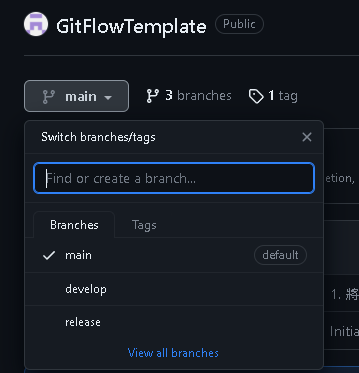 GitFlowTemplate Public
main 3 branches 1 tag
Switch branches/tags
Find or create a branch...
etion,
Branches Tags
main default
develop
1. 將
release
Initia
View all branches